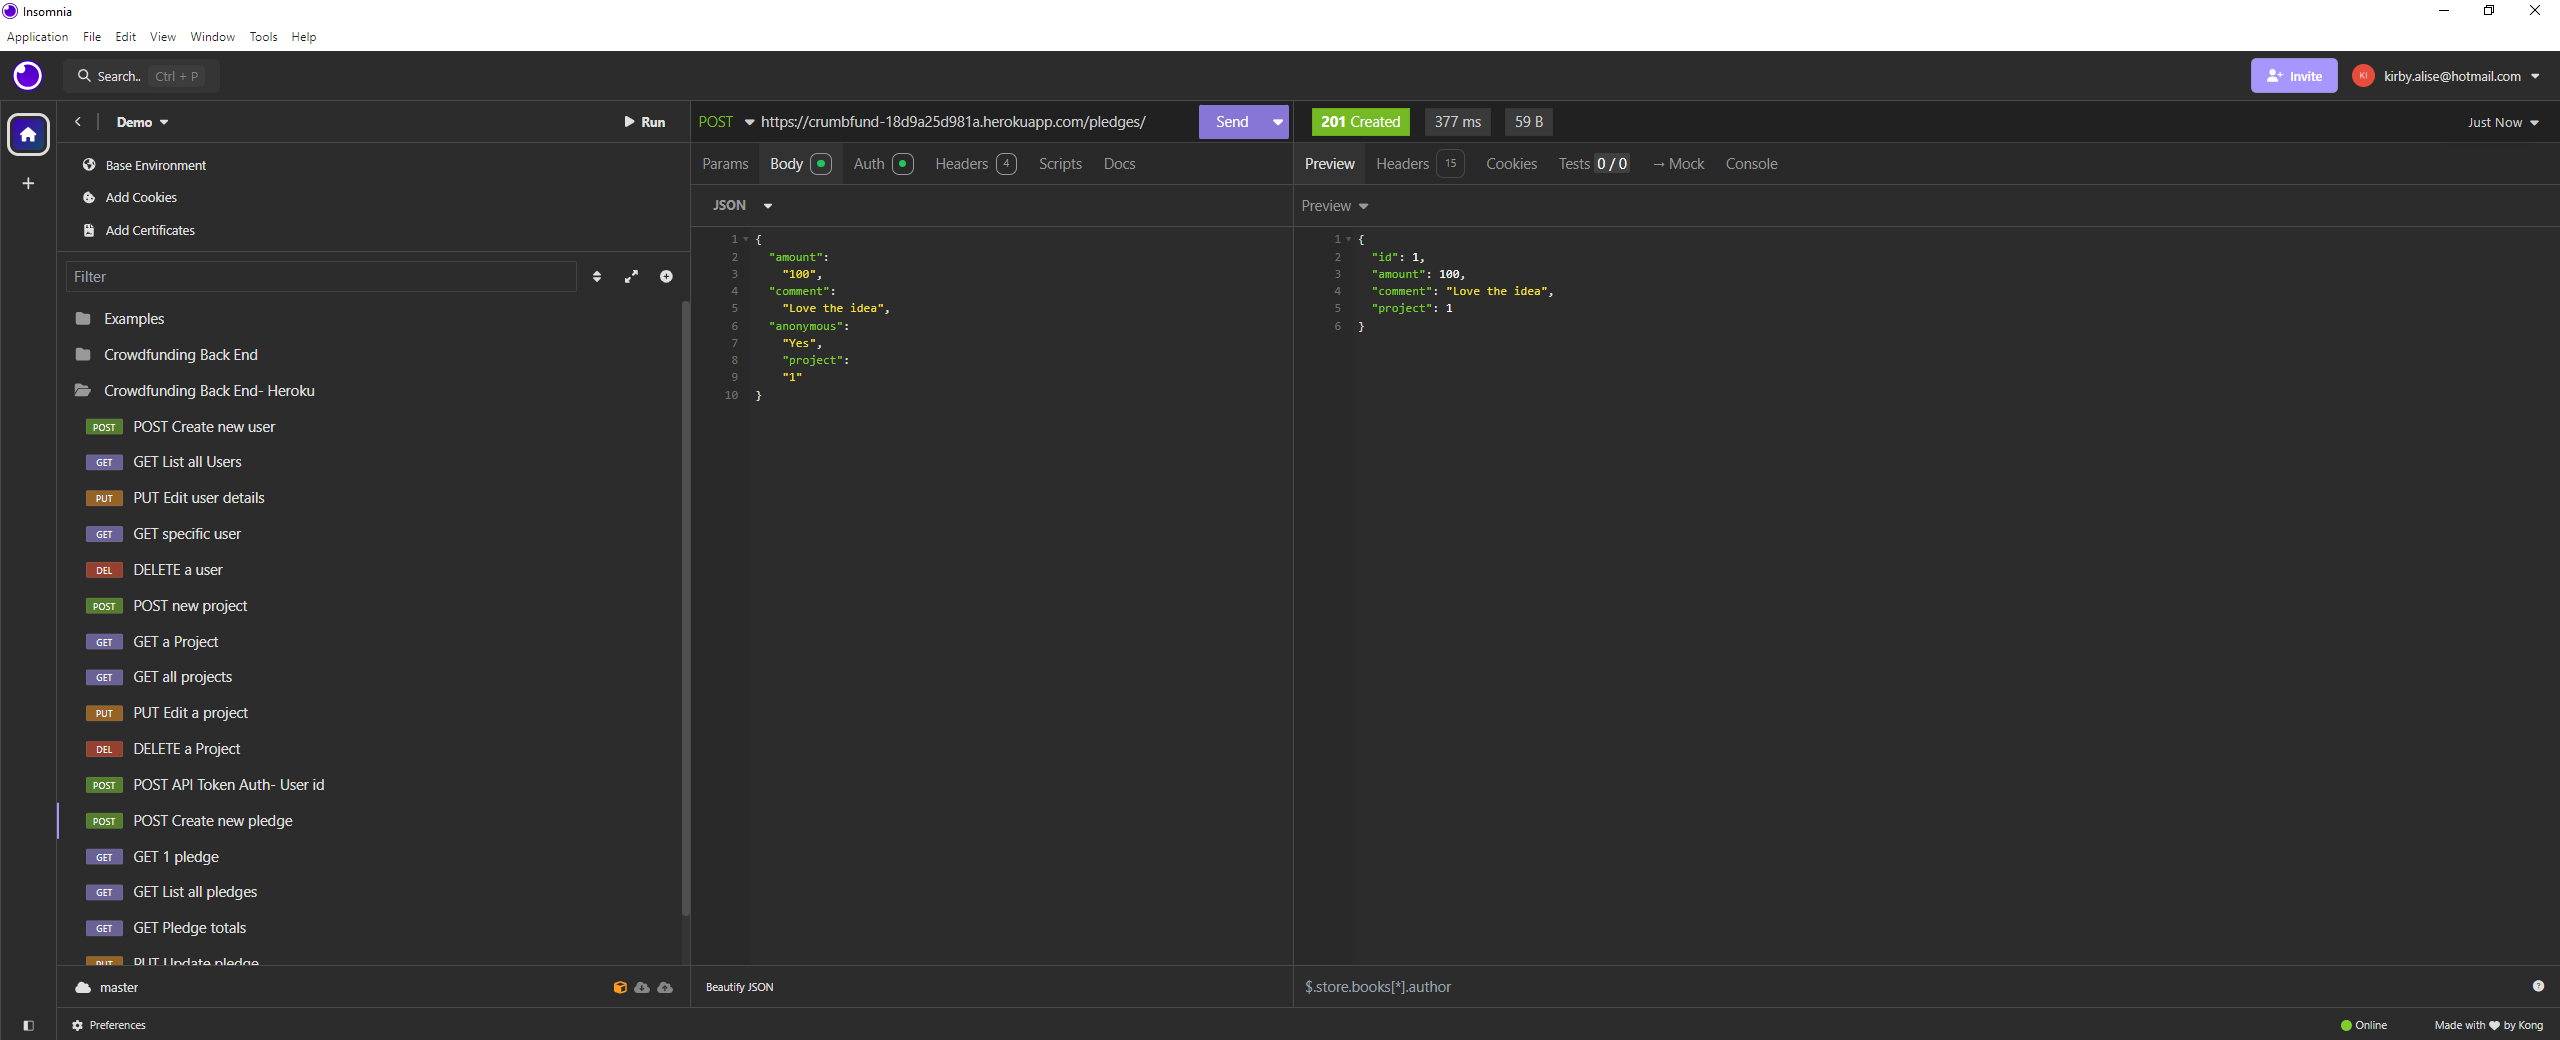 Insomnia
Application File Edit View Window Tools Help
Search.. Ctrl + P
Invite
KI kirby.alise@hotmail.com
Demo
Run
Base Environment
Add Cookies
Add Certificates
Filter
Examples
Crowdfunding Back End
Crowdfunding Back End- Heroku
POST POST Create new user
GET GET List all Users
PUT PUT Edit user details
GET GET specific user
DEL DELETE a user
POST POST new project
GET GET a Project
GET GET all projects
PUT PUT Edit a project
DEL DELETE a Project
POST POST API Token Auth- User id
POST POST Create new pledge
GET GET 1 pledge
GET GET List all pledges
GET GET Pledge totals
PUT PUT Update pledge
master
Preferences
POST https://crumbfund-18d9a25d981a.herokuapp.com/pledges/ Send
Params Body Auth Headers 4 Scripts Docs
JSON
1 {
2 "amount":
3 "100",
4 "comment":
5 "Love the idea",
6 "anonymous":
7 "Yes",
8 "project":
9 "1"
10 }
Beautify JSON
201 Created 377 ms 59 B Just Now
Preview Headers 15 Cookies Tests 0 / 0 → Mock Console
Preview
1 {
2 "id": 1,
3 "amount": 100,
4 "comment": "Love the idea",
5 "project": 1
6 }
$.store.books[*].author
Online
Made with ♥ by Kong